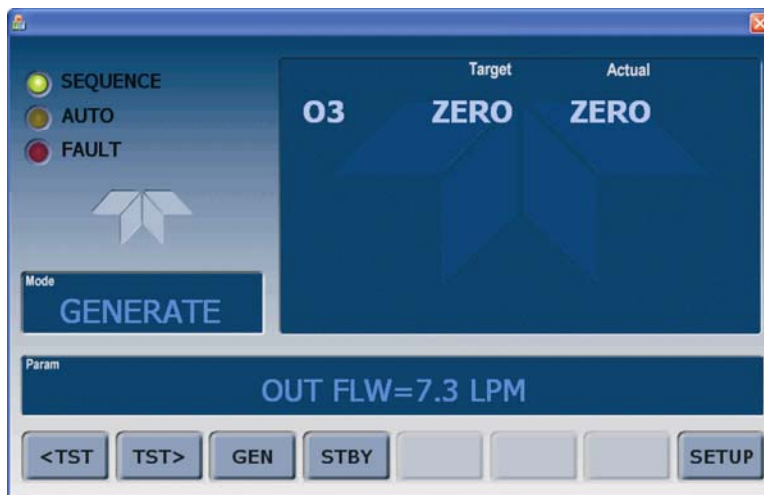 SEQUENCE
AUTO
FAULT
Target Actual
O3 ZERO ZERO
Mode
GENERATE
Param
OUT FLW=7.3 LPM
<TST TST> GEN STBY SETUP